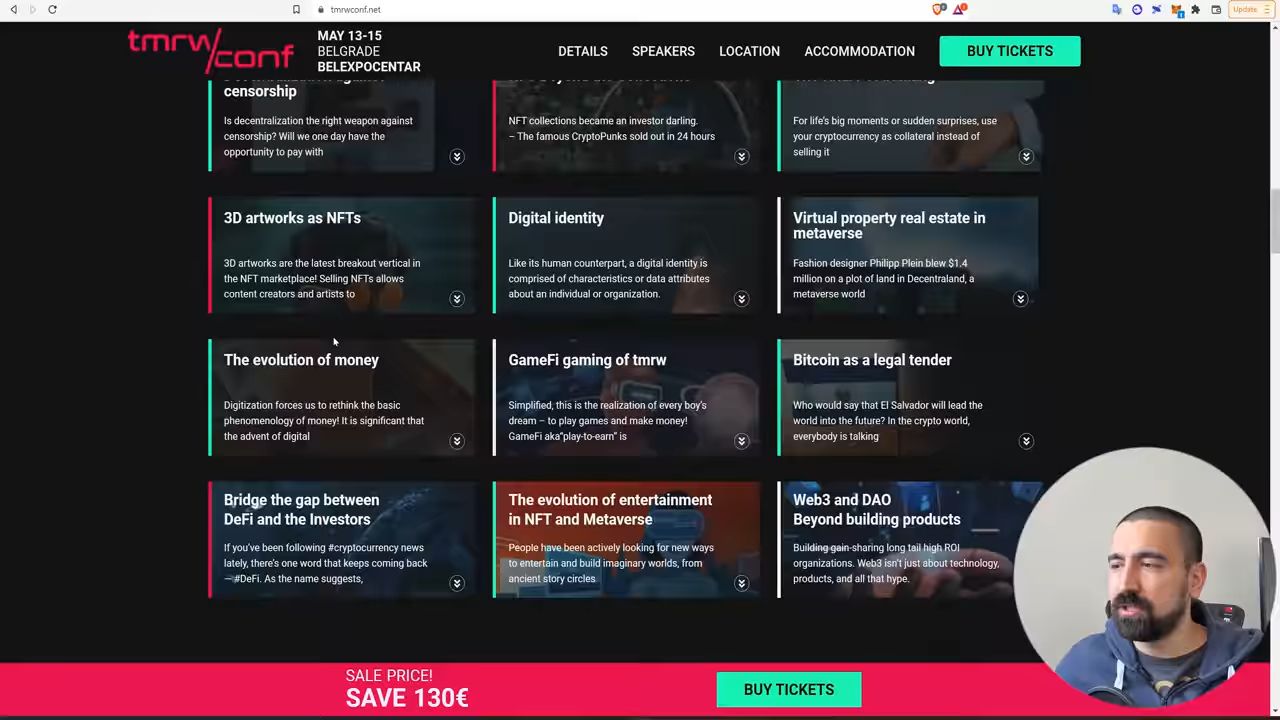 tmrwconf.net
Update
tmrw/conf
MAY 13-15
BELGRADE
BELEXPOCENTAR
DETAILS
SPEAKERS
LOCATION
ACCOMMODATION
BUY TICKETS
censorship
Is decentralization the right weapon against
censorship? Will we one day have the
opportunity to pay with
NFT collections became an investor darling.
– The famous CryptoPunks sold out in 24 hours
For life's big moments or sudden surprises, use
your cryptocurrency as collateral instead of
selling it
3D artworks as NFTs
3D artworks are the latest breakout vertical in
the NFT marketplace! Selling NFTs allows
content creators and artists to
Digital identity
Like its human counterpart, a digital identity is
comprised of characteristics or data attributes
about an individual or organization.
Virtual property real estate in
metaverse
Fashion designer Philipp Plein blew $1.4
million on a plot of land in Decentraland, a
metaverse world
The evolution of money
Digitization forces us to rethink the basic
phenomenology of money! It is significant that
the advent of digital
GameFi gaming of tmrw
Simplified, this is the realization of every boy's
dream – to play games and make money!
GameFi aka"play-to-earn" is
Bitcoin as a legal tender
Who would say that El Salvador will lead the
world into the future? In the crypto world,
everybody is talking
Bridge the gap between
DeFi and the Investors
If you've been following #cryptocurrency news
lately, there's one word that keeps coming back
– #DeFi. As the name suggests,
The evolution of entertainment
in NFT and Metaverse
People have been actively looking for new ways
to entertain and build imaginary worlds, from
ancient story circles
Web3 and DAO
Beyond building products
Building gain-sharing long tail high ROI
organizations. Web3 isn't just about technology,
products, and all that hype.
SALE PRICE!
SAVE 130€
BUY TICKETS